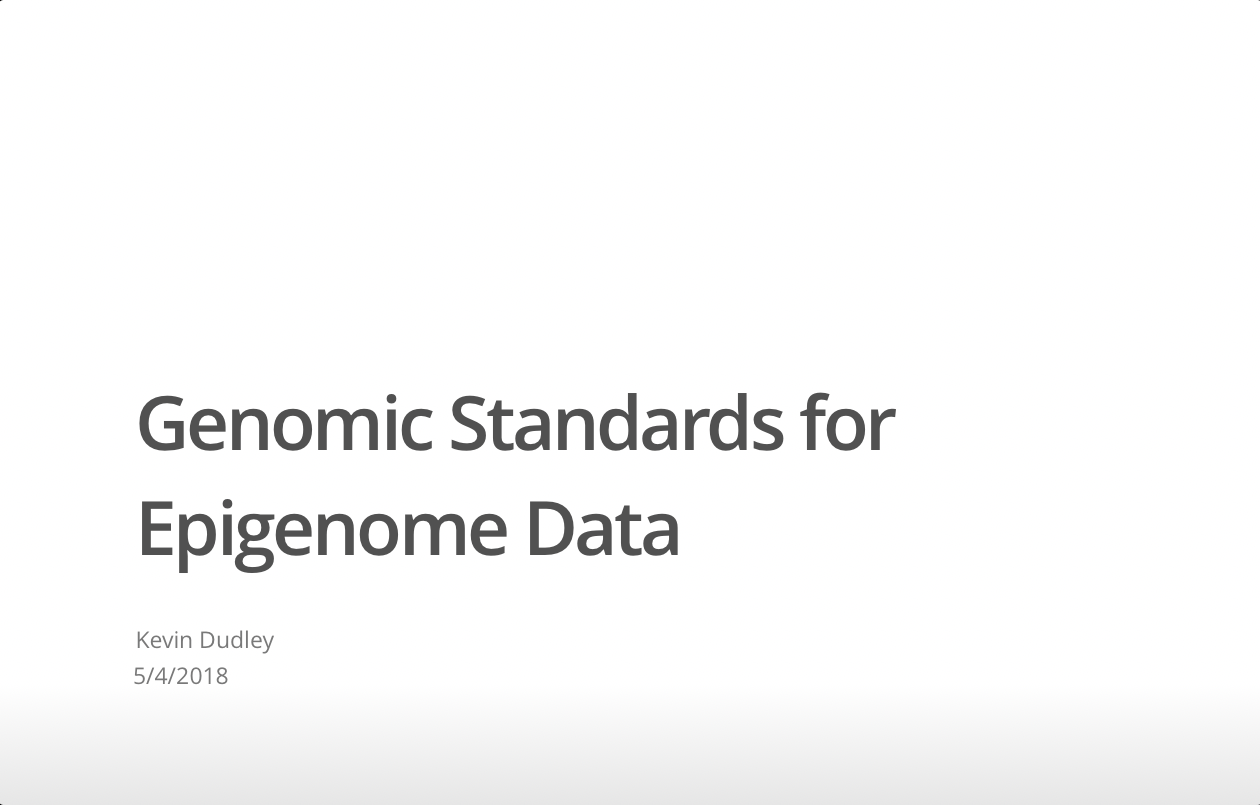 Genomic Standards for
Epigenome Data
Kevin Dudley
5/4/2018